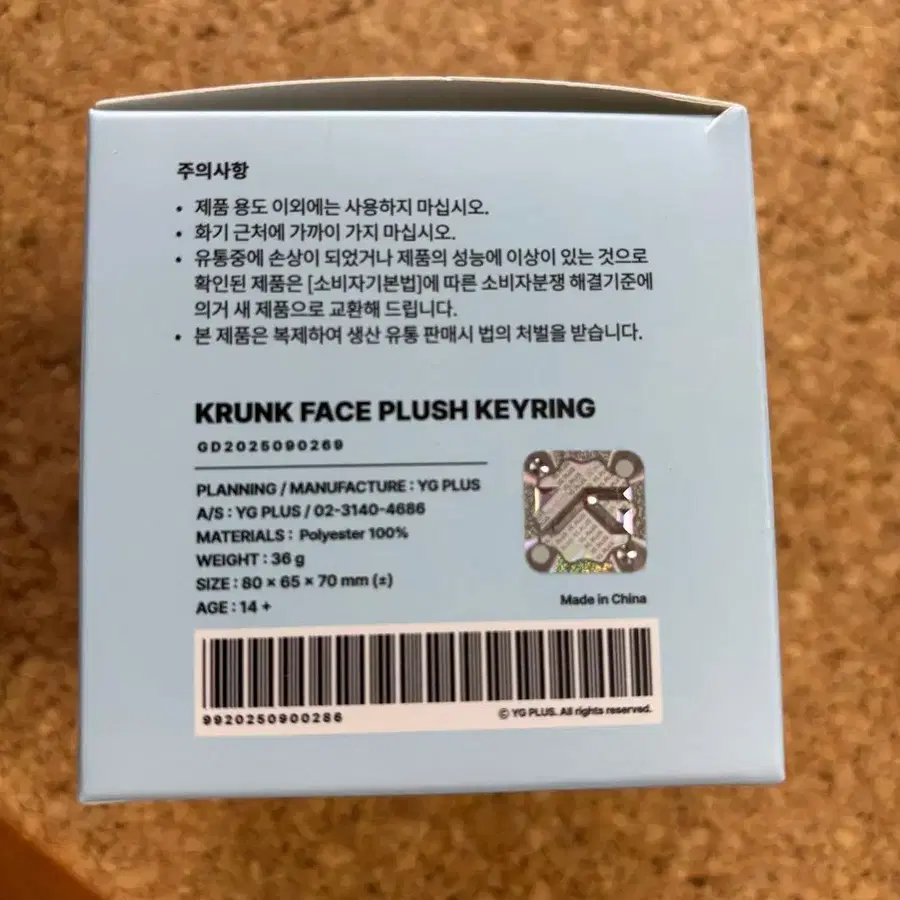 주의사항
• 제품 용도 이외에는 사용하지 마십시오.
• 화기 근처에 가까이 가지 마십시오.
• 유통중에 손상이 되었거나 제품의 성능에 이상이 있는 것으로
확인된 제품은 [소비자기본법]에 따른 소비자분쟁 해결기준에
의거 새 제품으로 교환해 드립니다.
• 본 제품은 복제하여 생산 유통 판매시 법의 처벌을 받습니다.
KRUNK FACE PLUSH KEYRING
GD2025090269
PLANNING / MANUFACTURE : YG PLUS
A/S : YG PLUS / 02-3140-4686
MATERIALS : Polyester 100%
WEIGHT : 36 g
SIZE : 80 × 65 × 70 mm (±)
AGE : 14 +
YG
Made in China
9920250900286
© YG PLUS. All rights reserved.